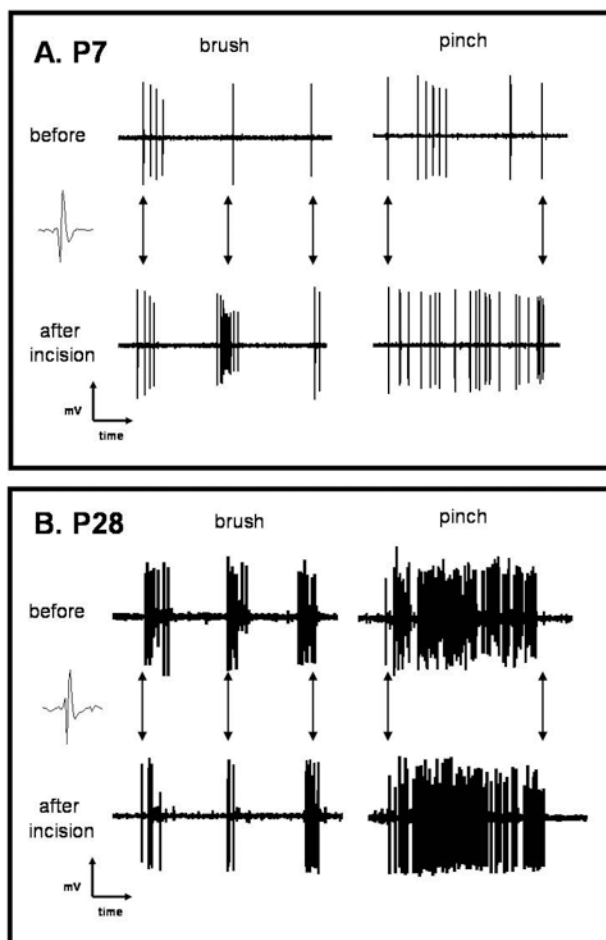 A. P7
brush
pinch
before
after
incision
mV
time
B. P28
brush
pinch
before
after
incision
mV
time